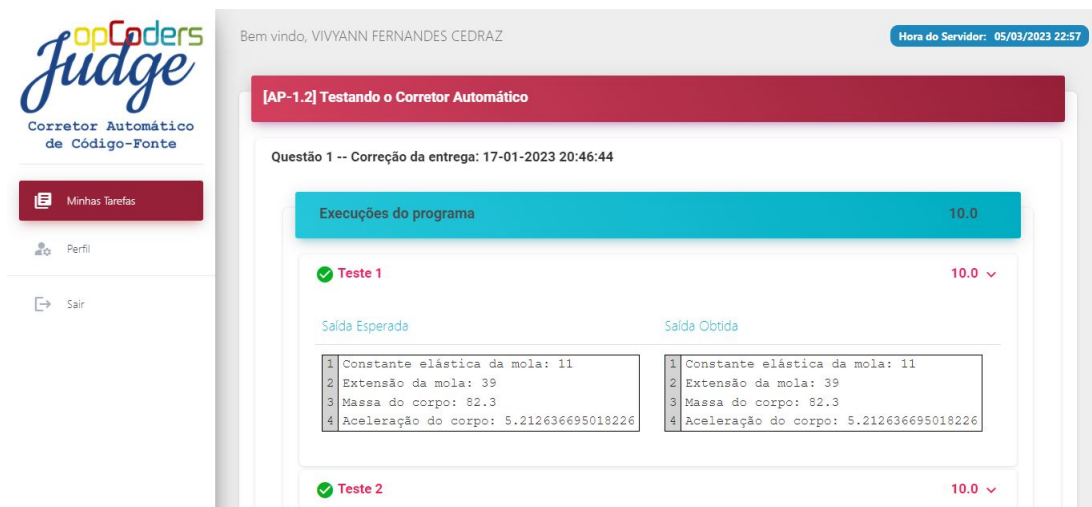 opCoders
Judge
Corretor Automático
de Código-Fonte
Minhas Tarefas
Perfil
Sair
Bem vindo, VIVYANN FERNANDES CEDRAZ
Hora do Servidor: 05/03/2023 22:57
[AP-1.2] Testando o Corretor Automático
Questão 1 -- Correção da entrega: 17-01-2023 20:46:44
Execuções do programa 10.0
Teste 1 10.0
Saída Esperada
1 Constante elástica da mola: 11
2 Extensão da mola: 39
3 Massa do corpo: 82.3
4 Aceleração do corpo: 5.212636695018226
Saída Obtida
1 Constante elástica da mola: 11
2 Extensão da mola: 39
3 Massa do corpo: 82.3
4 Aceleração do corpo: 5.212636695018226
Teste 2 10.0